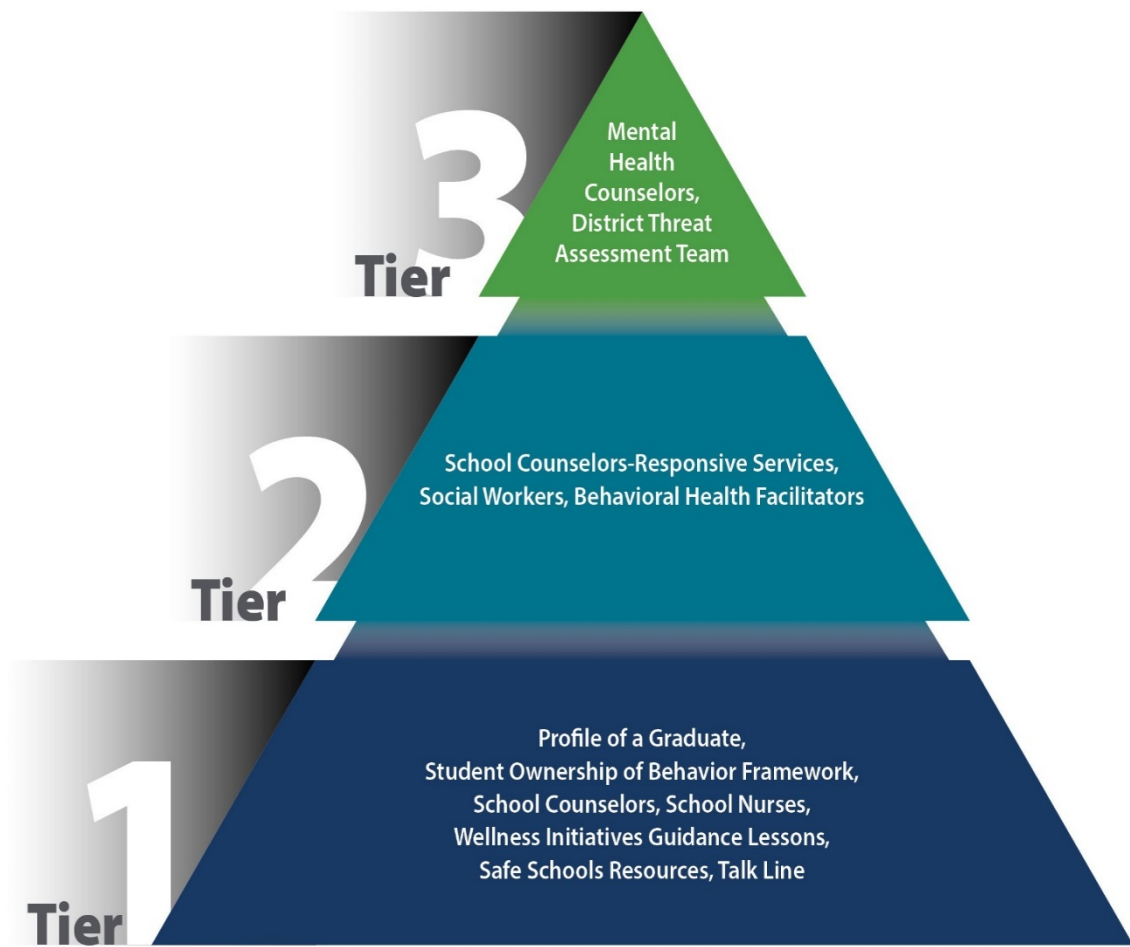 3
Tier
Mental
Health
Counselors,
District Threat
Assessment Team
2
Tier
School Counselors-Responsive Services,
Social Workers, Behavioral Health Facilitators
1
Tier
Profile of a Graduate,
Student Ownership of Behavior Framework,
School Counselors, School Nurses,
Wellness Initiatives Guidance Lessons,
Safe Schools Resources, Talk Line